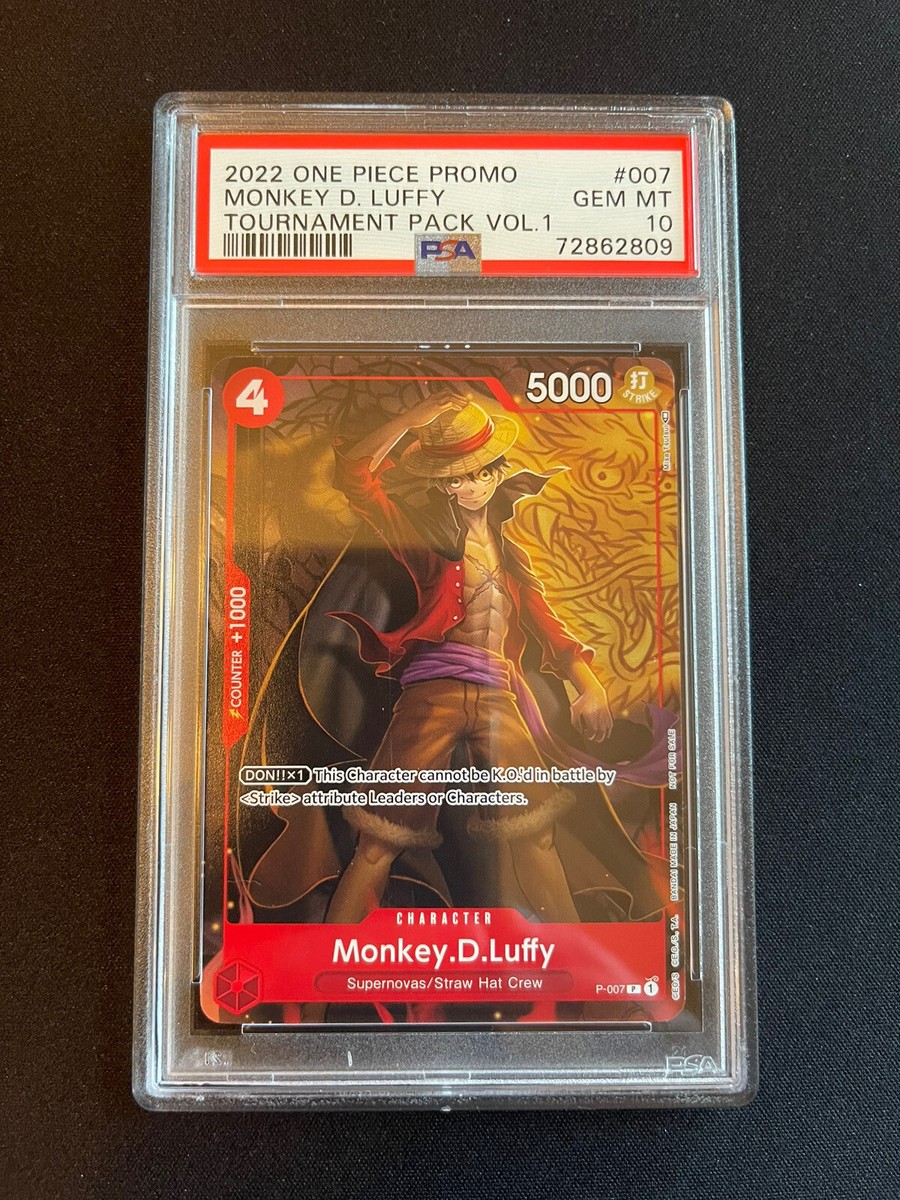 2022 ONE PIECE PROMO #007
MONKEY D. LUFFY GEM MT
TOURNAMENT PACK VOL.1 10
PSA 72862809
4
5000
打
STRIKE
COUNTER +1000
DON!!×1 This Character cannot be K.O.'d in battle by
<Strike> attribute Leaders or Characters.
BANDAI MADE IN JAPAN NOT FOR SALE
CHARACTER
Monkey.D.Luffy
Supernovas/Straw Hat Crew
P-007 P 1
PSA